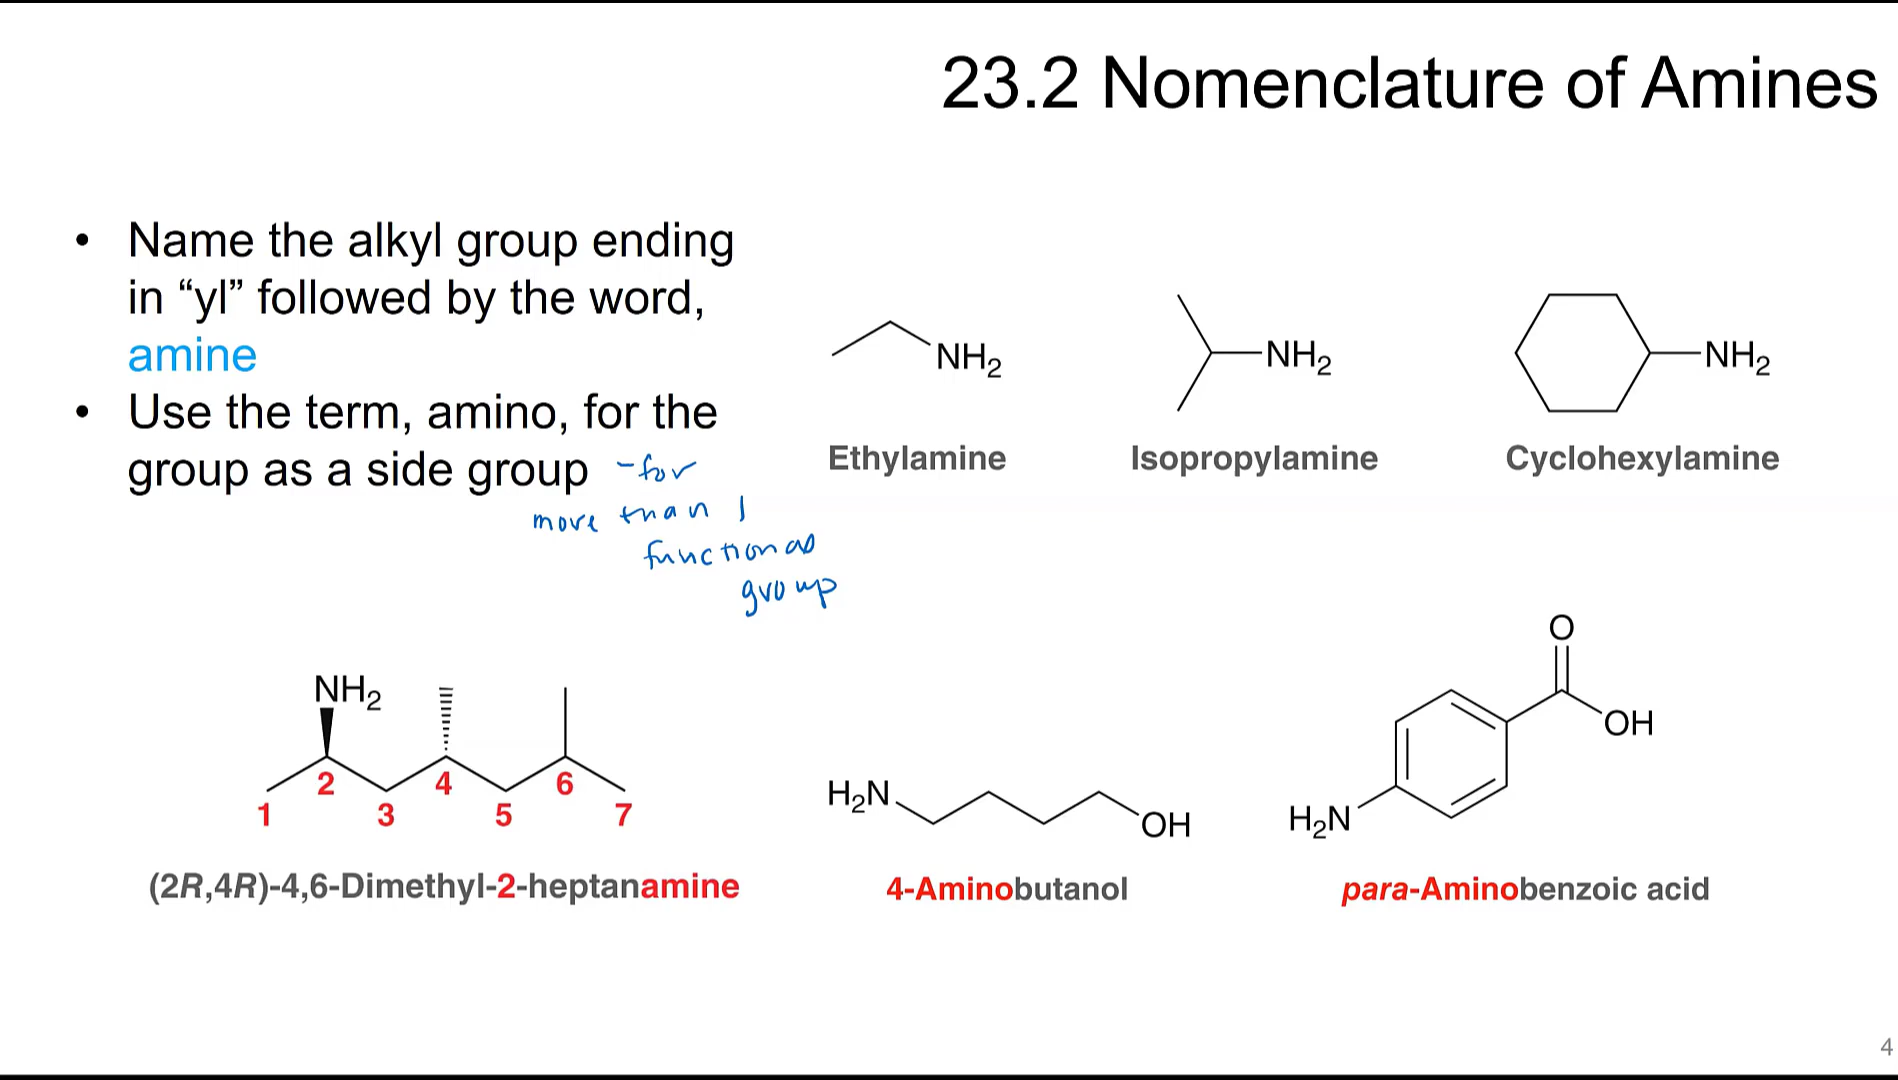 23.2 Nomenclature of Amines
• Name the alkyl group ending
in “yl” followed by the word,
amine
• Use the term, amino, for the
group as a side group -for
more than 1
functional
group
NH₂
Ethylamine
NH₂
Isopropylamine
NH₂
Cyclohexylamine
NH₂
1 2 3 4 5 6 7
(2R,4R)-4,6-Dimethyl-2-heptanamine
H₂N OH
4-Aminobutanol
O
OH
H₂N
para-Aminobenzoic acid
4